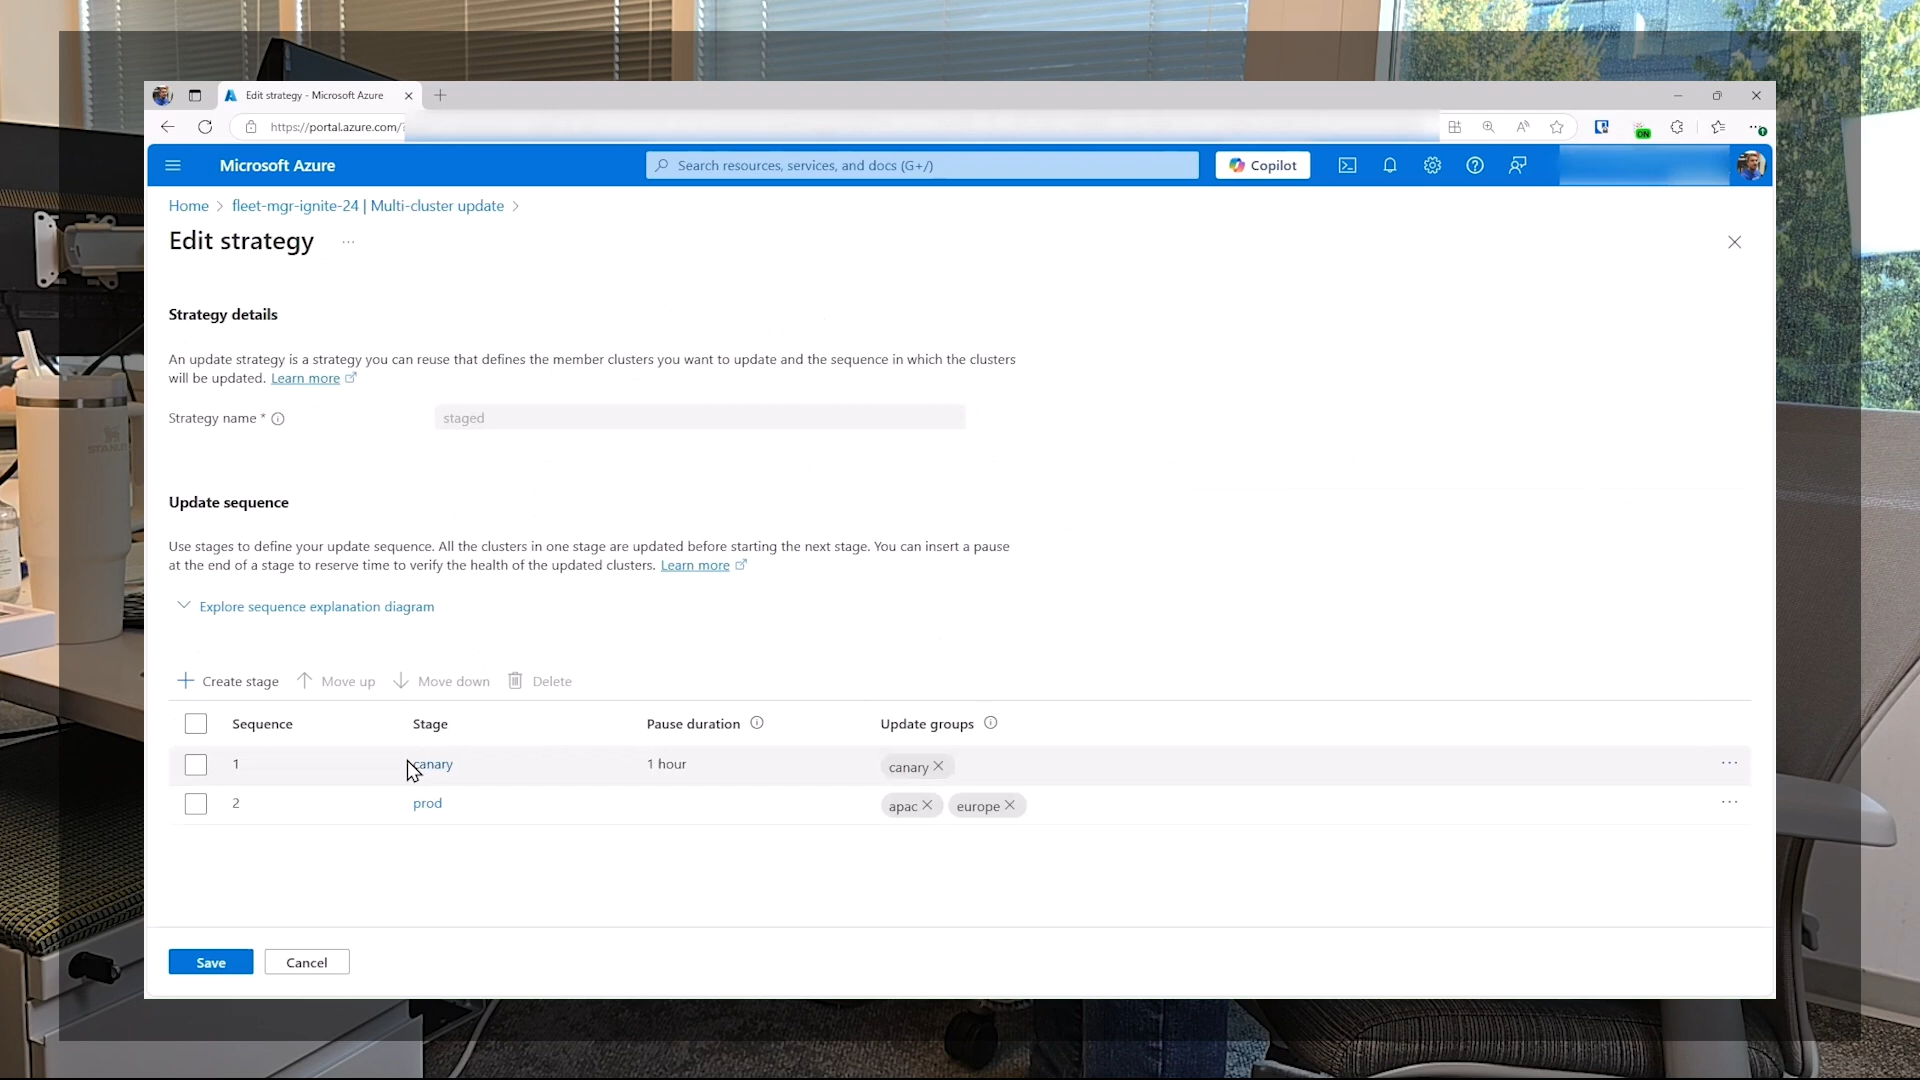 Edit strategy - Microsoft Azure
https://portal.azure.com/
ON
Microsoft Azure
Search resources, services, and docs (G+/)
Copilot
Home > fleet-mgr-ignite-24 | Multi-cluster update >
Edit strategy ...
Strategy details
An update strategy is a strategy you can reuse that defines the member clusters you want to update and the sequence in which the clusters
will be updated. Learn more
Strategy name *
staged
Update sequence
Use stages to define your update sequence. All the clusters in one stage are updated before starting the next stage. You can insert a pause
at the end of a stage to reserve time to verify the health of the updated clusters. Learn more
Explore sequence explanation diagram
Create stage Move up Move down Delete
Sequence Stage Pause duration Update groups
1 canary 1 hour canary
2 prod apac europe
Save Cancel
STANLEY